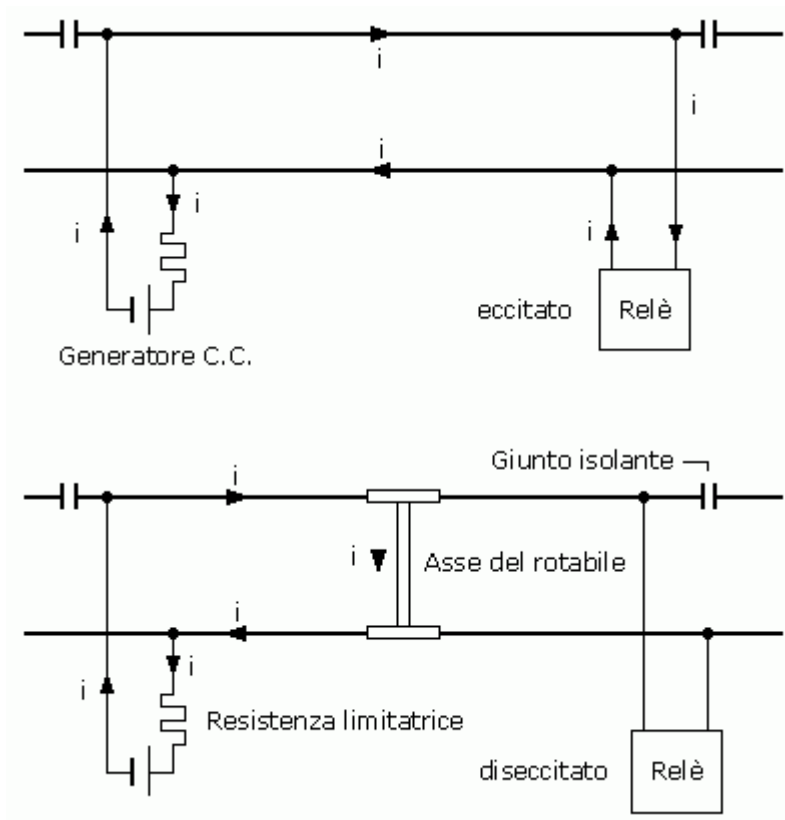 i
i
i
i
i
i
eccitato
Relè
Generatore C.C.
Giunto isolante
i
i
Asse del rotabile
i
i
i
Resistenza limitatrice
diseccitato
Relè